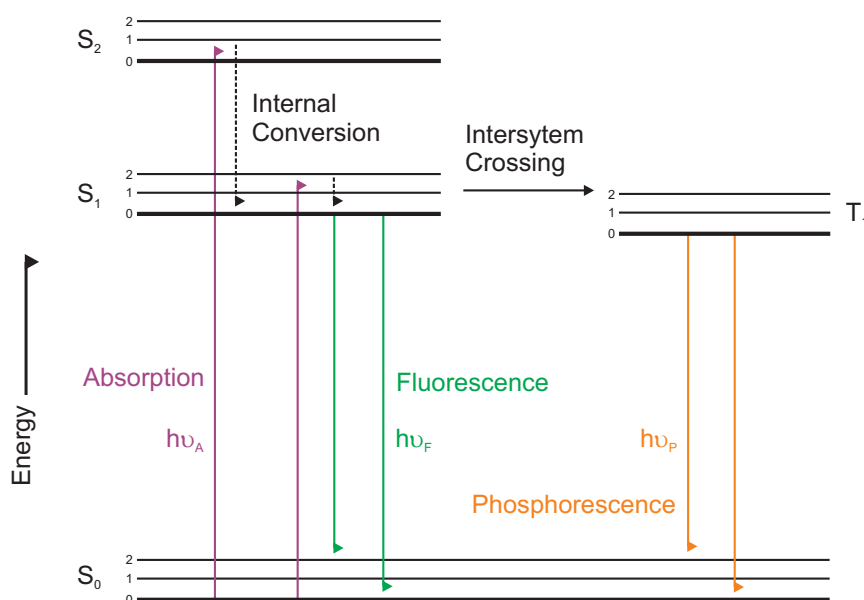 2
S2
1
0
Internal
Conversion
Intersytem
Crossing
2
S1
1
0
2
1
T
0
Energy
Absorption
Fluorescence
hυA
hυF
hυP
Phosphorescence
2
S0
1
0